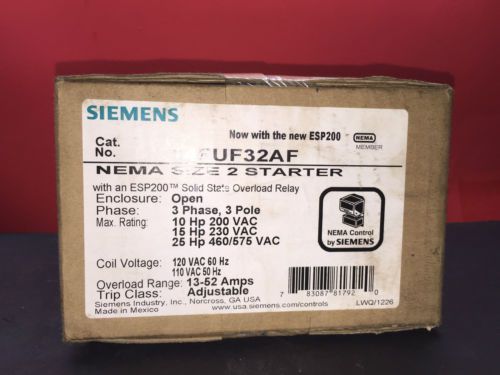 SIEMENS
Now with the new ESP200
NEMA
MEMBER
Cat.
No.
UF32AF
NEMA SIZE 2 STARTER
with an ESP200™ Solid State Overload Relay
Enclosure: Open
Phase: 3 Phase, 3 Pole
Max. Rating: 10 Hp 200 VAC
15 Hp 230 VAC
25 Hp 460/575 VAC
NEMA Control
by SIEMENS
Coil Voltage: 120 VAC 60 Hz
110 VAC 50 Hz
Overload Range: 13-52 Amps
Trip Class: Adjustable
7 83087 81792 0
Siemens Industry, Inc., Norcross, GA USA
Made in Mexico
www.usa.siemens.com/controls
LWQ/1226